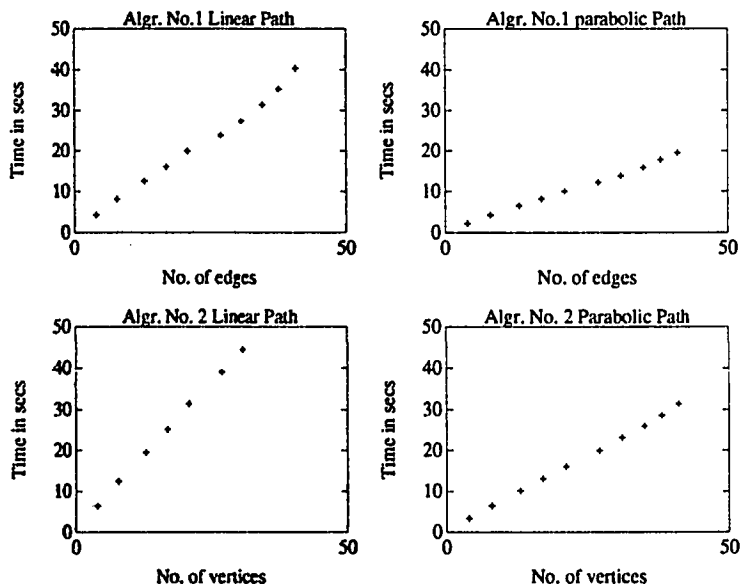 Algr. No.1 Linear Path
50
40
30
20
10
0
0
50
Time in secs
No. of edges
Algr. No.1 parabolic Path
50
40
30
20
10
0
0
50
Time in secs
No. of edges
Algr. No. 2 Linear Path
50
40
30
20
10
0
0
50
Time in secs
No. of vertices
Algr. No. 2 Parabolic Path
50
40
30
20
10
0
0
50
Time in secs
No. of vertices